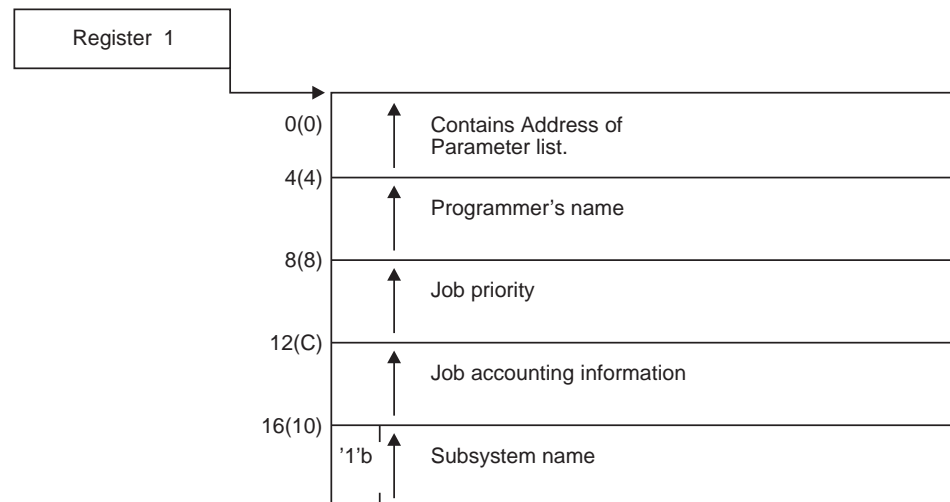 Register 1
0(0)
Contains Address of
Parameter list.
4(4)
Programmer's name
8(8)
Job priority
12(C)
Job accounting information
16(10)
'1'b
Subsystem name